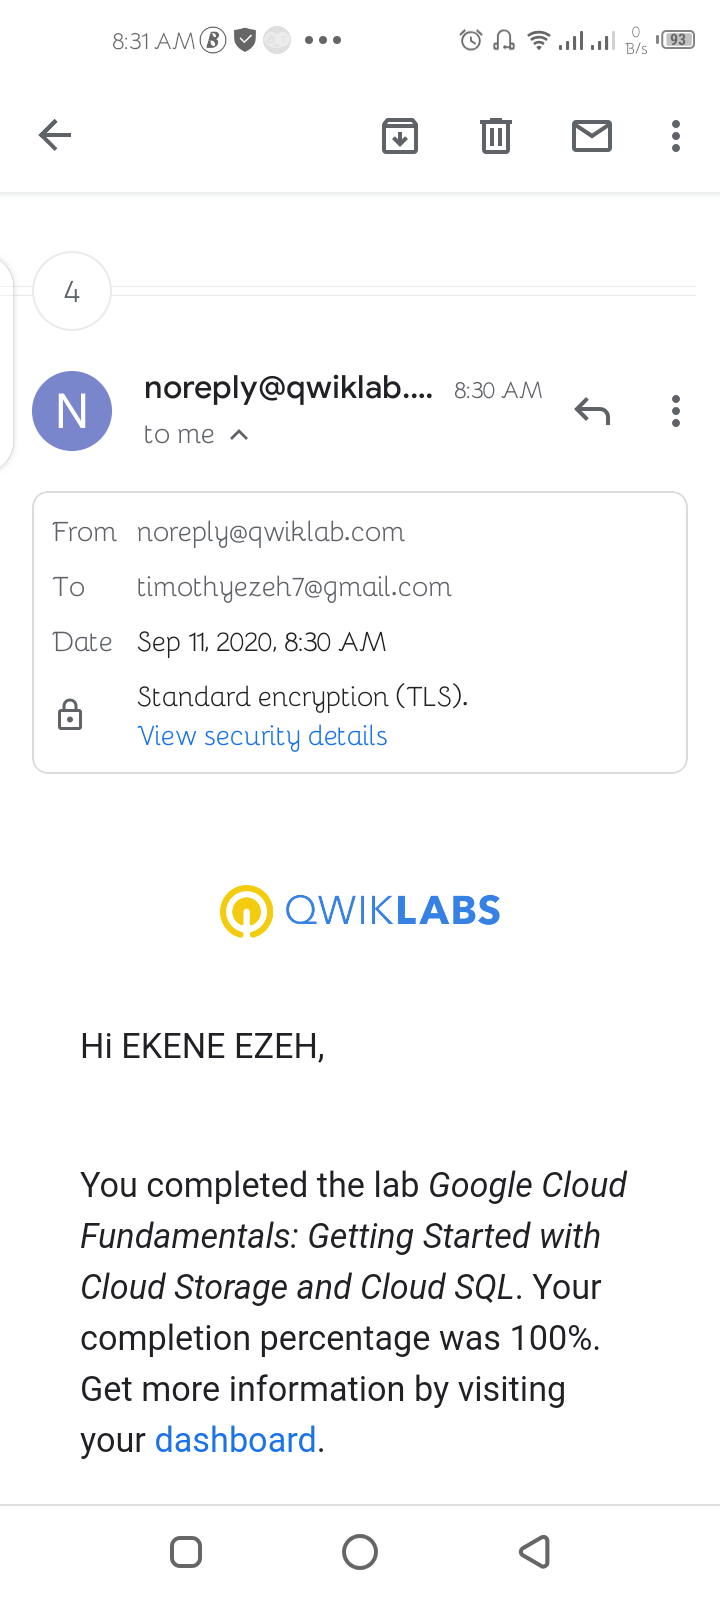 8:31 AM B 0 B/s 93
4
N noreply@qwiklab.... 8:30 AM
to me
From noreply@qwiklab.com
To timothyezeh7@gmail.com
Date Sep 11, 2020, 8:30 AM
Standard encryption (TLS).
View security details
QWIKLABS
Hi EKENE EZEH,
You completed the lab Google Cloud
Fundamentals: Getting Started with
Cloud Storage and Cloud SQL. Your
completion percentage was 100%.
Get more information by visiting
your dashboard.